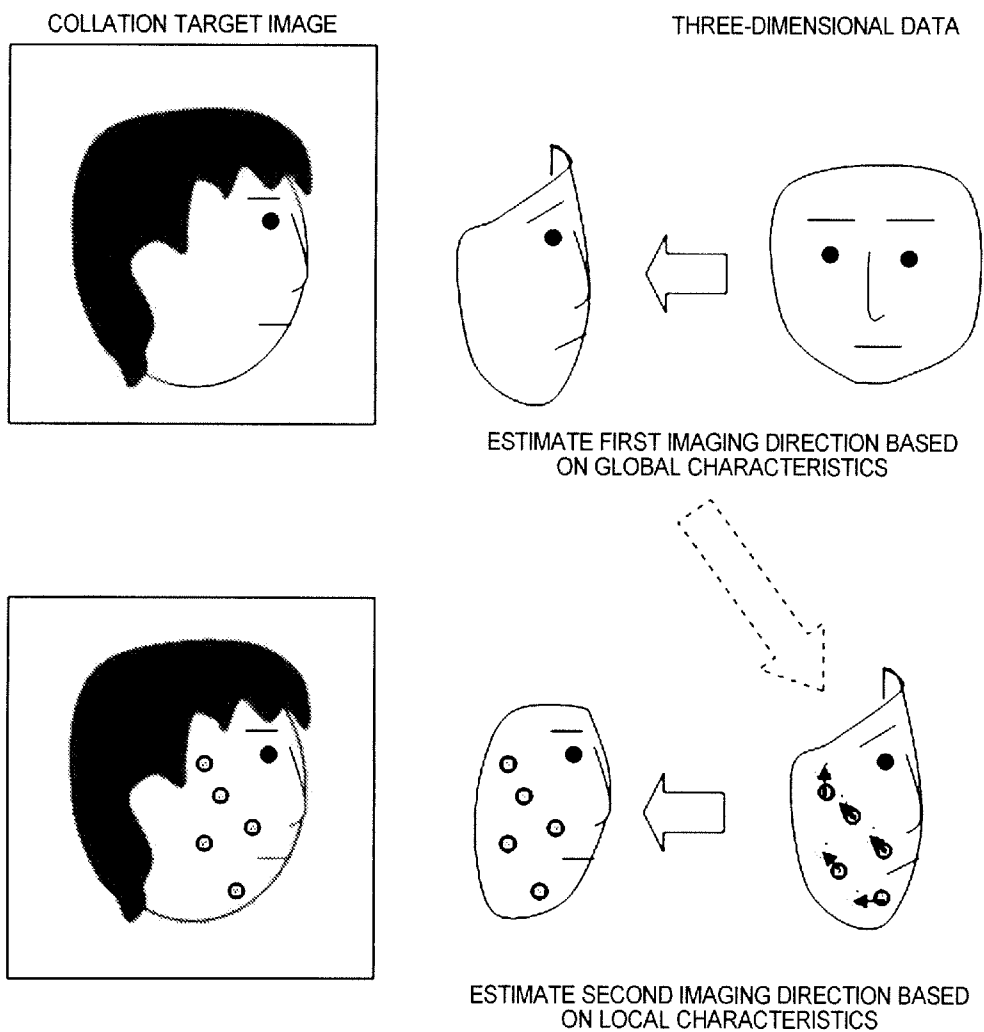 COLLATION TARGET IMAGE
THREE-DIMENSIONAL DATA
ESTIMATE FIRST IMAGING DIRECTION BASED
ON GLOBAL CHARACTERISTICS
ESTIMATE SECOND IMAGING DIRECTION BASED
ON LOCAL CHARACTERISTICS